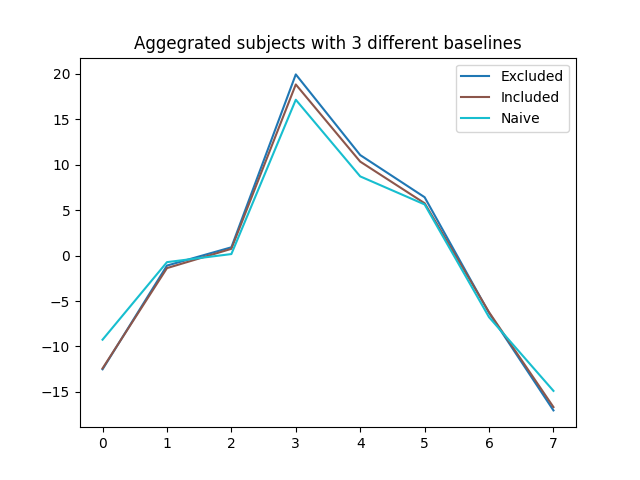 Aggegrated subjects with 3 different baselines
20
15
10
5
0
−5
−10
−15
Excluded
Included
Naive
0 1 2 3 4 5 6 7